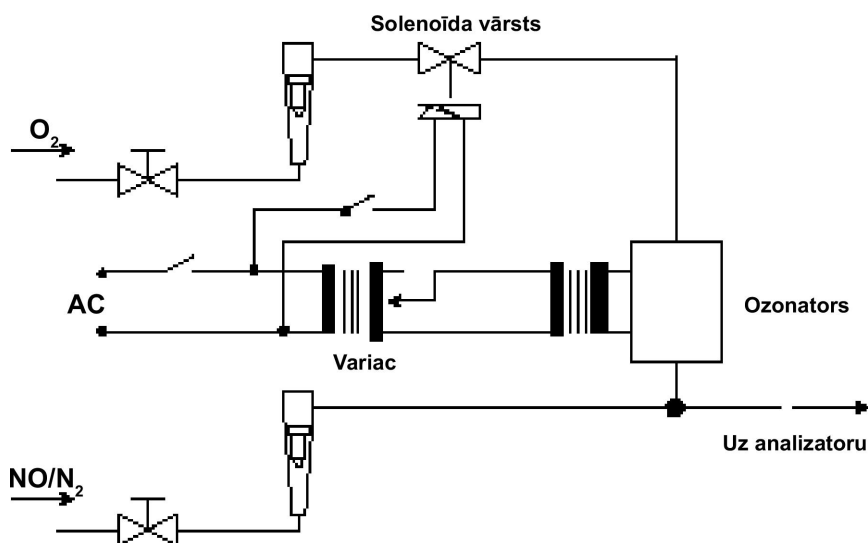 Solenoīda vārsts
O₂
AC
Variac
Ozonators
NO/N₂
Uz analizatoru